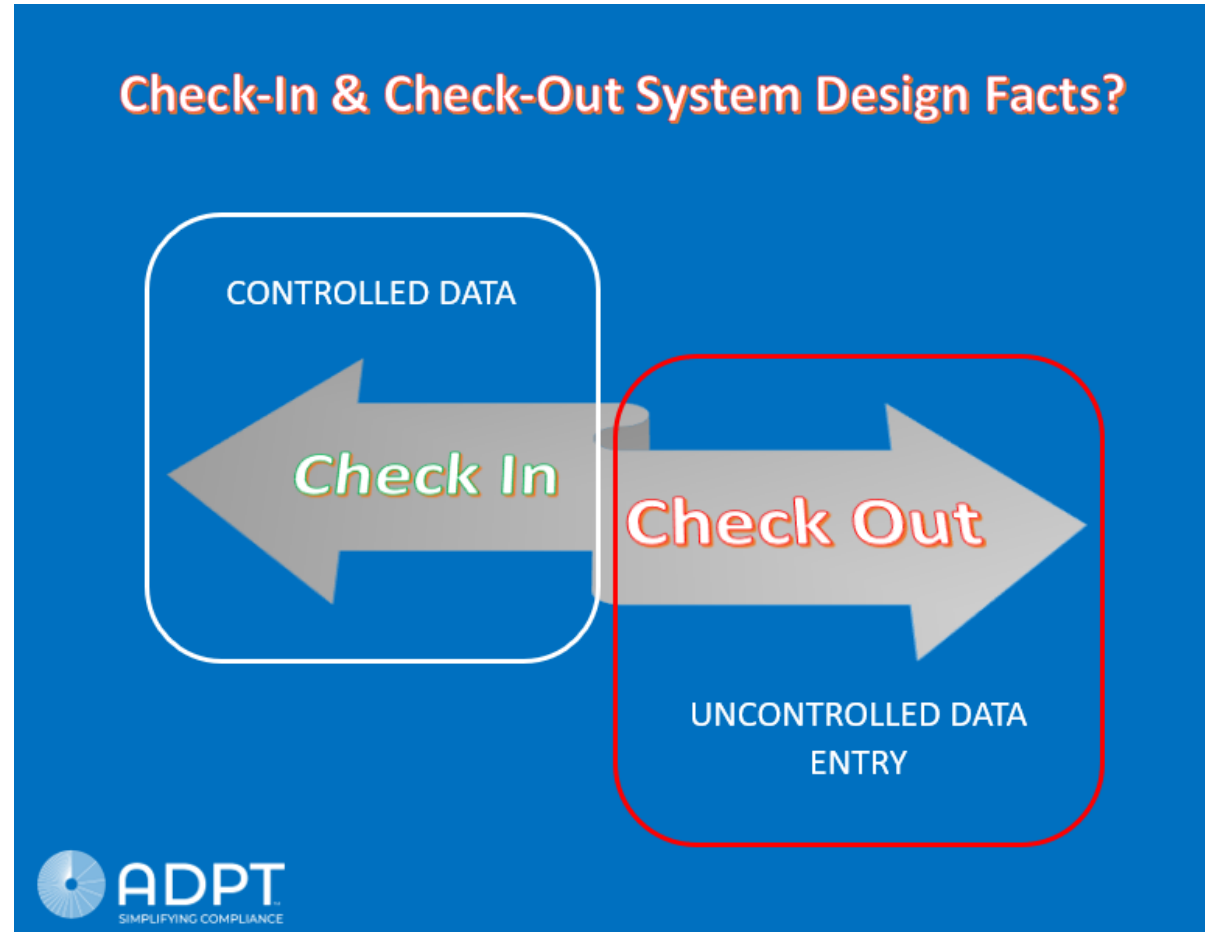 Check-In & Check-Out System Design Facts?
CONTROLLED DATA
Check In
Check Out
UNCONTROLLED DATA
ENTRY
ADPT
SIMPLIFYING COMPLIANCE